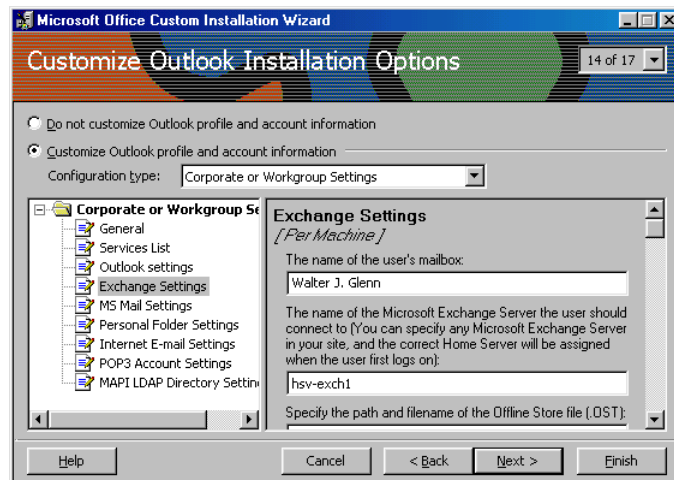 Microsoft Office Custom Installation Wizard
Customize Outlook Installation Options
14 of 17
Do not customize Outlook profile and account information
Customize Outlook profile and account information
Configuration type:
Corporate or Workgroup Settings
Corporate or Workgroup Se
General
Services List
Outlook settings
Exchange Settings
MS Mail Settings
Personal Folder Settings
Internet E-mail Settings
POP3 Account Settings
MAPI LDAP Directory Settin
Exchange Settings
[Per Machine]
The name of the user's mailbox:
Walter J. Glenn
The name of the Microsoft Exchange Server the user should
connect to (You can specify any Microsoft Exchange Server
in your site, and the correct Home Server will be assigned
when the user first logs on):
hsv-exch1
Specify the path and filename of the Offline Store file (.OST):
Help
Cancel
< Back
Next >
Finish